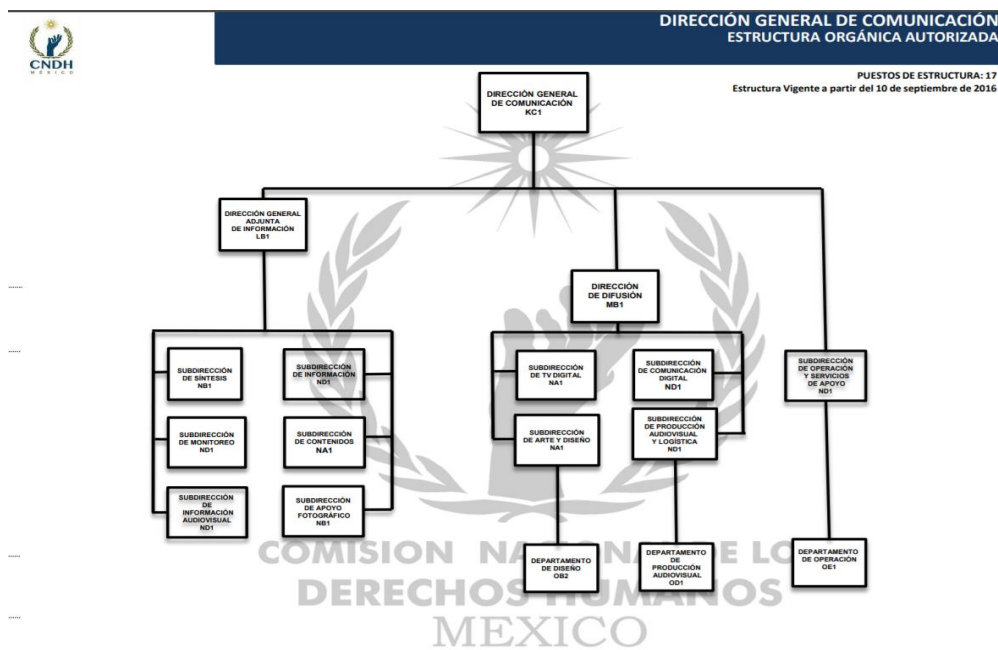 DIRECCIÓN GENERAL DE COMUNICACIÓN
ESTRUCTURA ORGÁNICA AUTORIZADA
CNDH
MÉXICO
PUESTOS DE ESTRUCTURA: 17
Estructura Vigente a partir del 10 de septiembre de 2016
DIRECCIÓN GENERAL
DE COMUNICACIÓN
KC1
DIRECCIÓN GENERAL
ADJUNTA
DE INFORMACIÓN
LB1
DIRECCIÓN
DE DIFUSIÓN
MB1
SUBDIRECCIÓN
DE SÍNTESIS
NB1
SUBDIRECCIÓN
DE INFORMACIÓN
ND1
SUBDIRECCIÓN
DE TV DIGITAL
NA1
SUBDIRECCIÓN
DE COMUNICACIÓN
DIGITAL
ND1
SUBDIRECCIÓN
DE OPERACIÓN
Y SERVICIOS
DE APOYO
ND1
SUBDIRECCIÓN
DE MONITOREO
ND1
SUBDIRECCIÓN
DE CONTENIDOS
NA1
SUBDIRECCIÓN
DE ARTE Y DISEÑO
NA1
SUBDIRECCIÓN
DE PRODUCCIÓN
AUDIOVISUAL
Y LOGÍSTICA
ND1
SUBDIRECCIÓN
DE
INFORMACIÓN
AUDIOVISUAL
ND1
SUBDIRECCIÓN
DE APOYO
FOTOGRÁFICO
NB1
DEPARTAMENTO
DE DISEÑO
OB2
DEPARTAMENTO
DE
PRODUCCIÓN
AUDIOVISUAL
OD1
DEPARTAMENTO
DE OPERACIÓN
OE1
COMISION NACIONAL DE LOS
DERECHOS HUMANOS
MEXICO